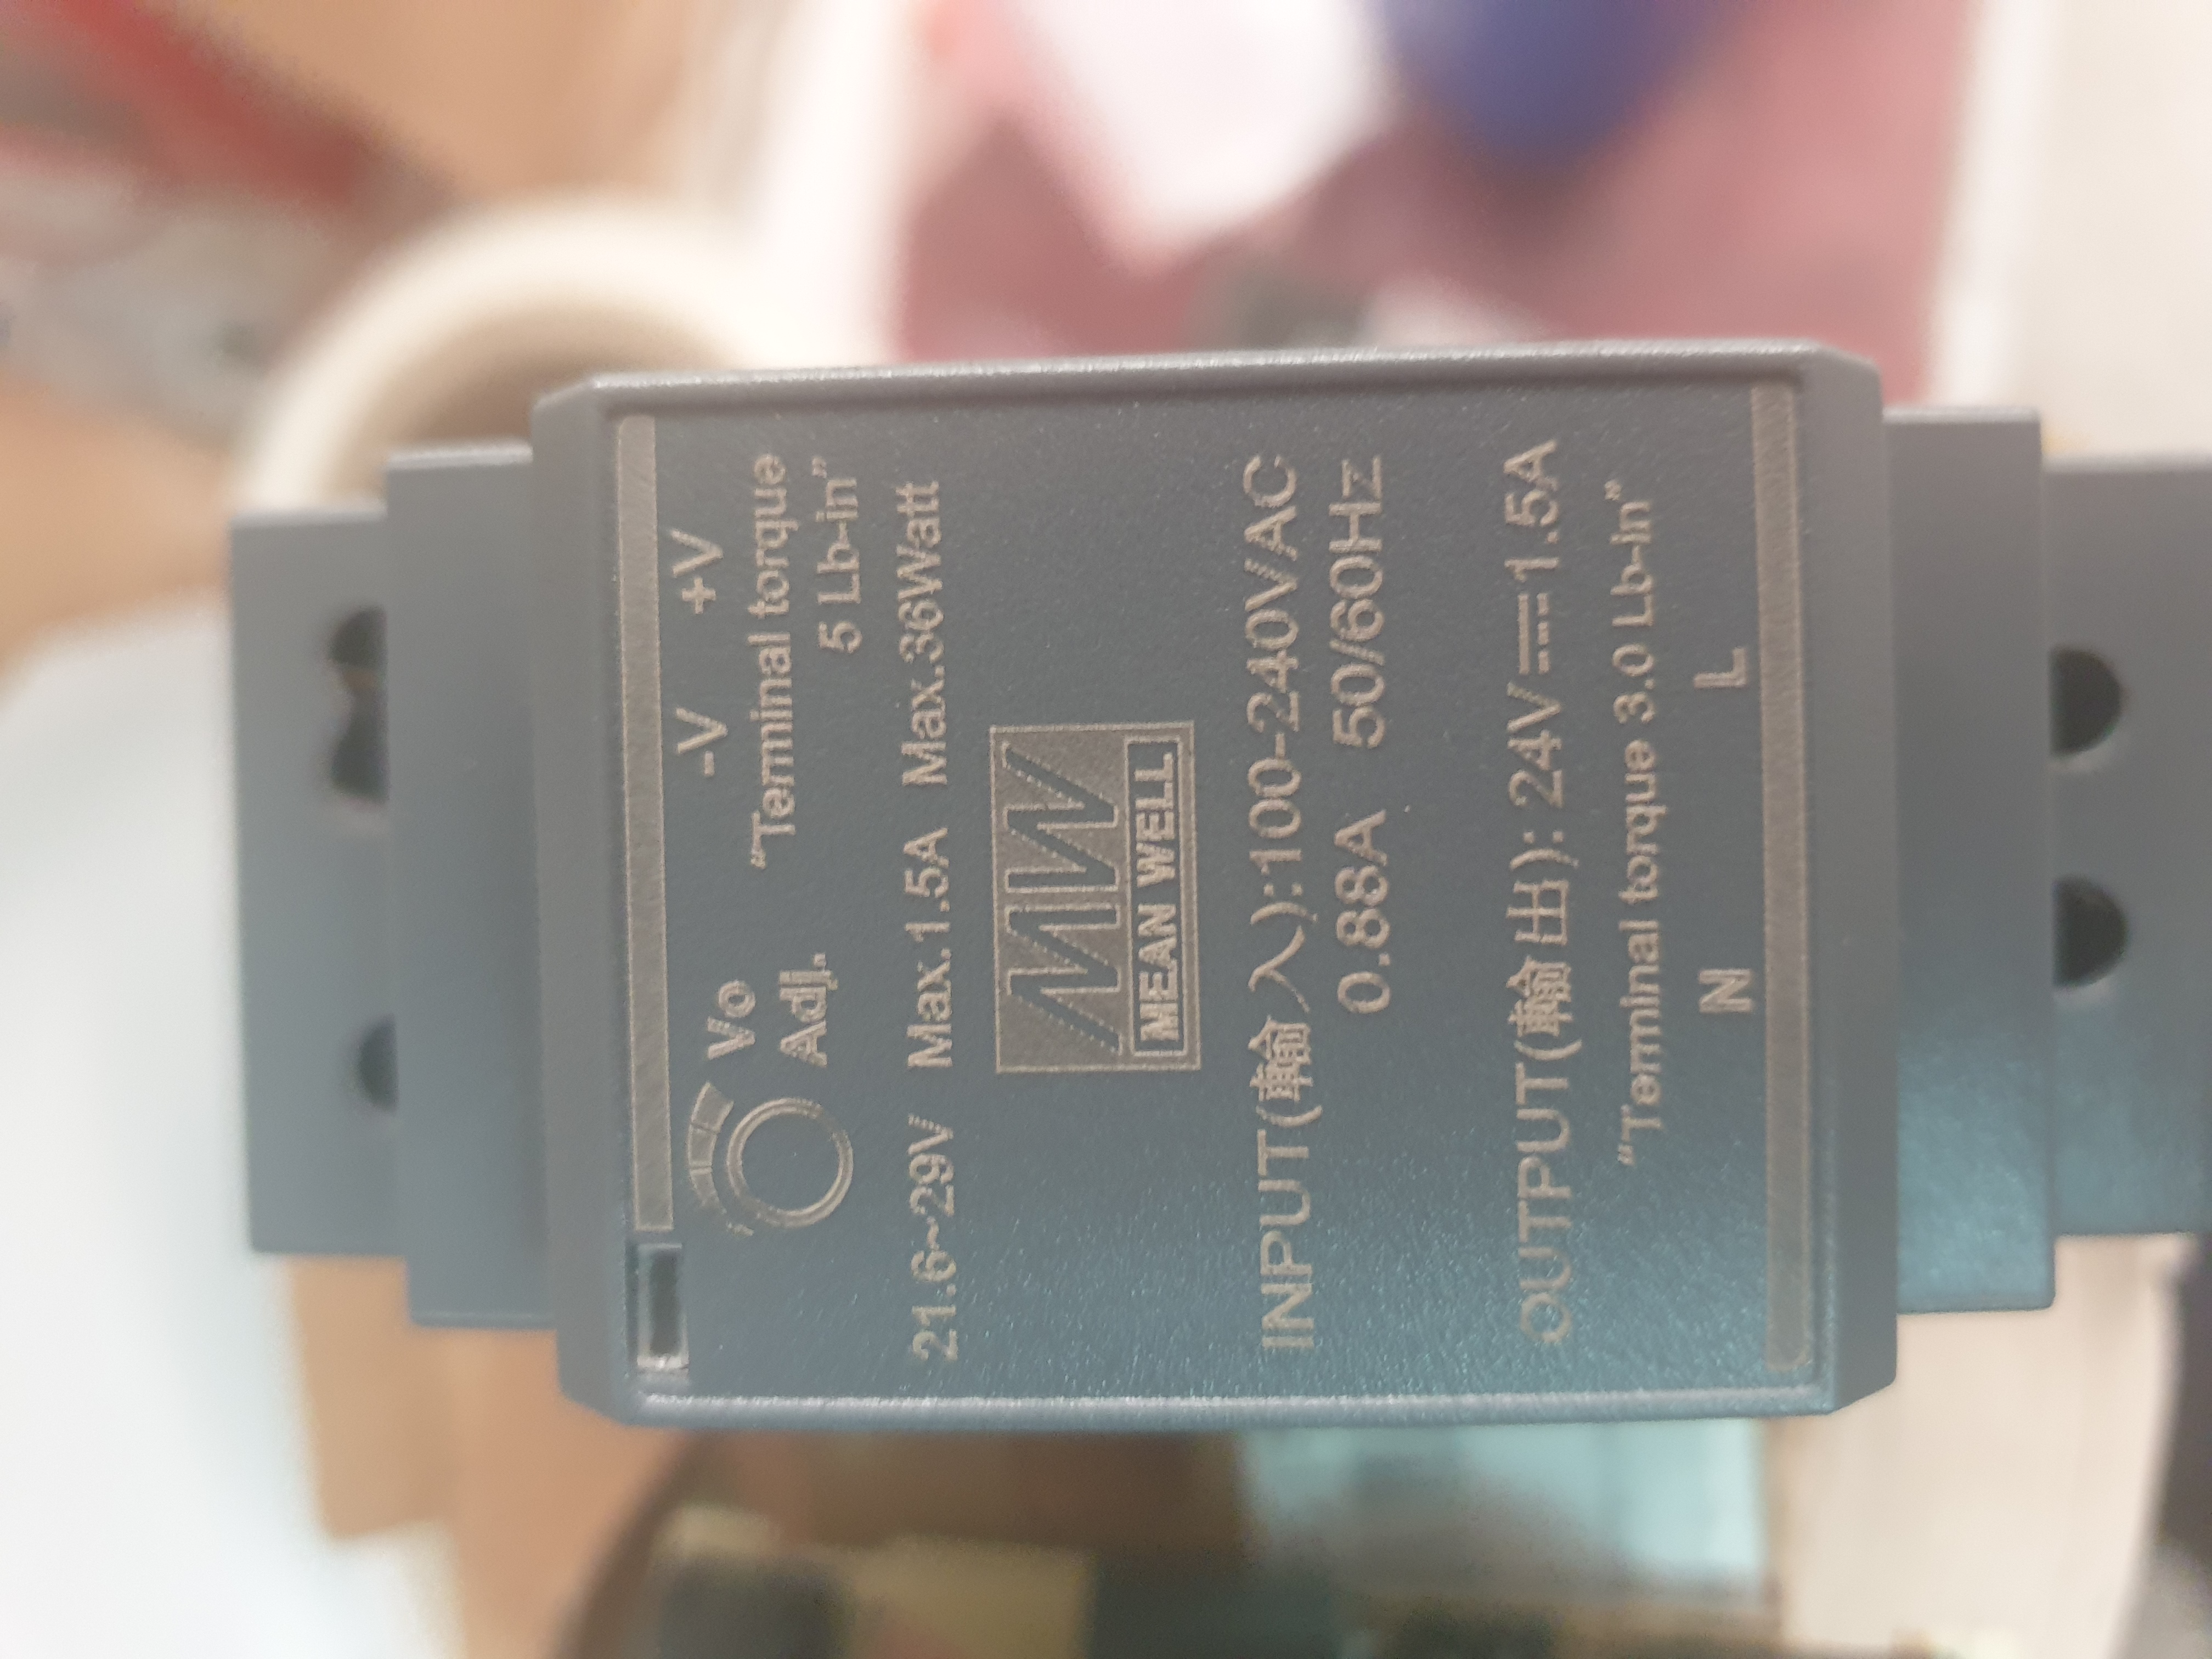 -V +V
"Terminal torque
5 Lb-in"
Vo
Adj.
21.6~29V Max.1.5A Max.36Watt
MW
MEAN WELL
INPUT(輸入):100-240VAC
0.88A 50/60Hz
OUTPUT(輸出): 24V⎓1.5A
"Terminal torque 3.0 Lb-in"
N L